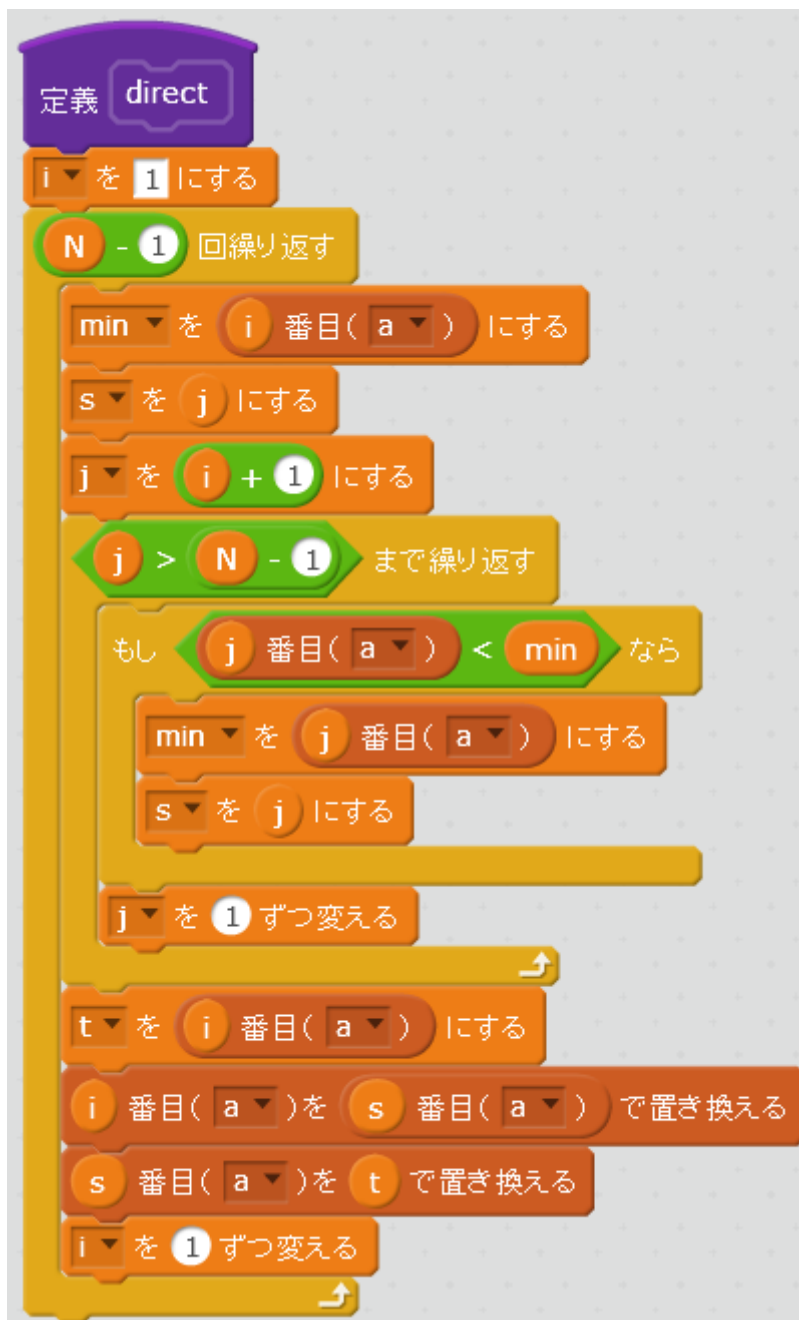 定義 direct
i を 1 にする
N - 1 回繰り返す
min を i 番目( a ) にする
s を j にする
j を i + 1 にする
j > N - 1 まで繰り返す
もし j 番目( a ) < min なら
min を j 番目( a ) にする
s を j にする
j を 1 ずつ変える
t を i 番目( a ) にする
i 番目( a )を s 番目( a ) で置き換える
s 番目( a )を t で置き換える
i を 1 ずつ変える